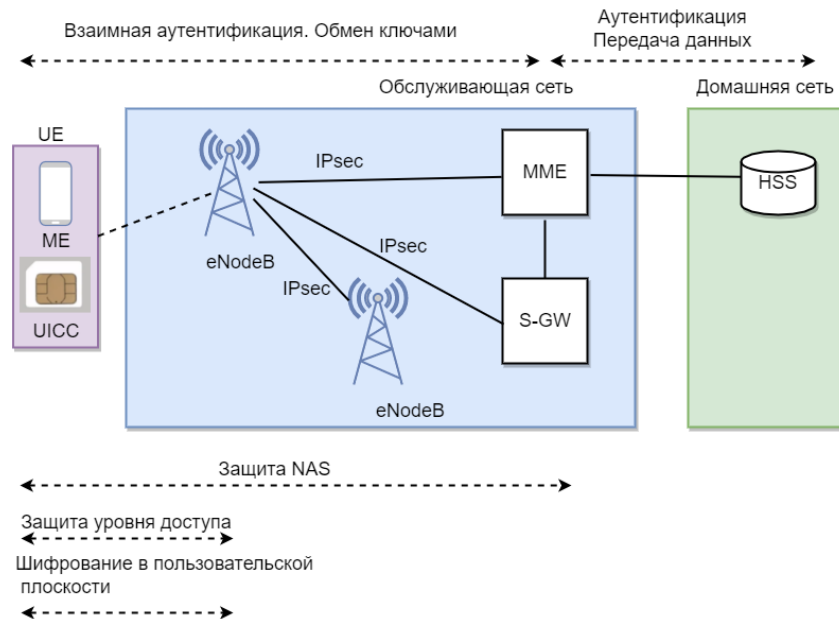 Взаимная аутентификация. Обмен ключами
Аутентификация
Передача данных
Обслуживающая сеть
Домашняя сеть
UE
ME
UICC
IPsec
MME
HSS
eNodeB
IPsec
IPsec
S-GW
eNodeB
Защита NAS
Защита уровня доступа
Шифрование в пользовательской
плоскости